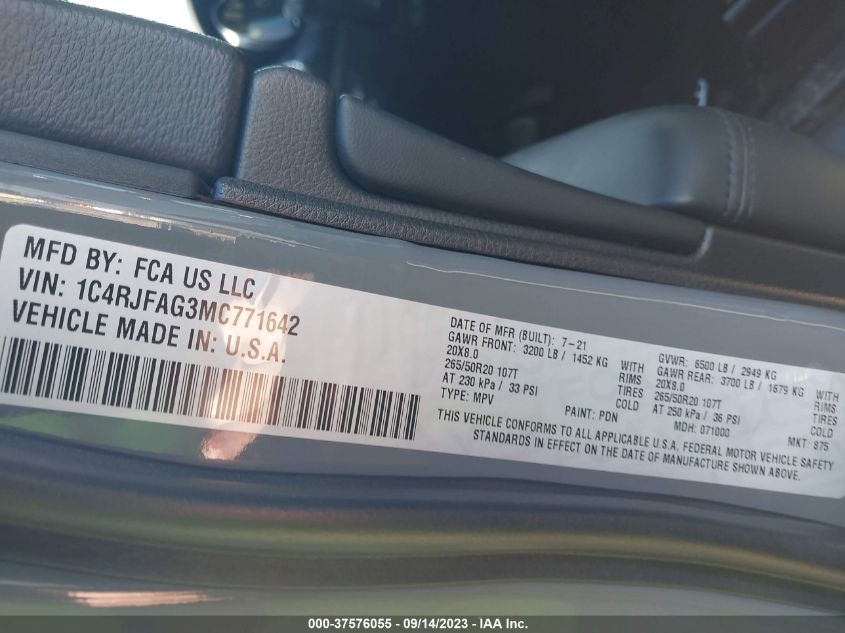 MFD BY: FCA US LLC
VIN: 1C4RJFAG3MC771642
VEHICLE MADE IN: U.S.A.
DATE OF MFR (BUILT): 7-21
GAWR FRONT: 3200 LB / 1452 KG WITH
20X8.0 RIMS
265/50R20 107T TIRES
AT 230 kPa / 33 PSI COLD
TYPE: MPV PAINT: PDN
GVWR: 6500 LB / 2949 KG
GAWR REAR: 3700 LB / 1679 KG WITH
20X8.0 RIMS
265/50R20 107T TIRES
AT 250 kPa / 36 PSI COLD
MDH: 071000 MKT: 875
THIS VEHICLE CONFORMS TO ALL APPLICABLE U.S.A. FEDERAL MOTOR VEHICLE SAFETY
STANDARDS IN EFFECT ON THE DATE OF MANUFACTURE SHOWN ABOVE.
000-37576055 - 09/14/2023 - IAA Inc.